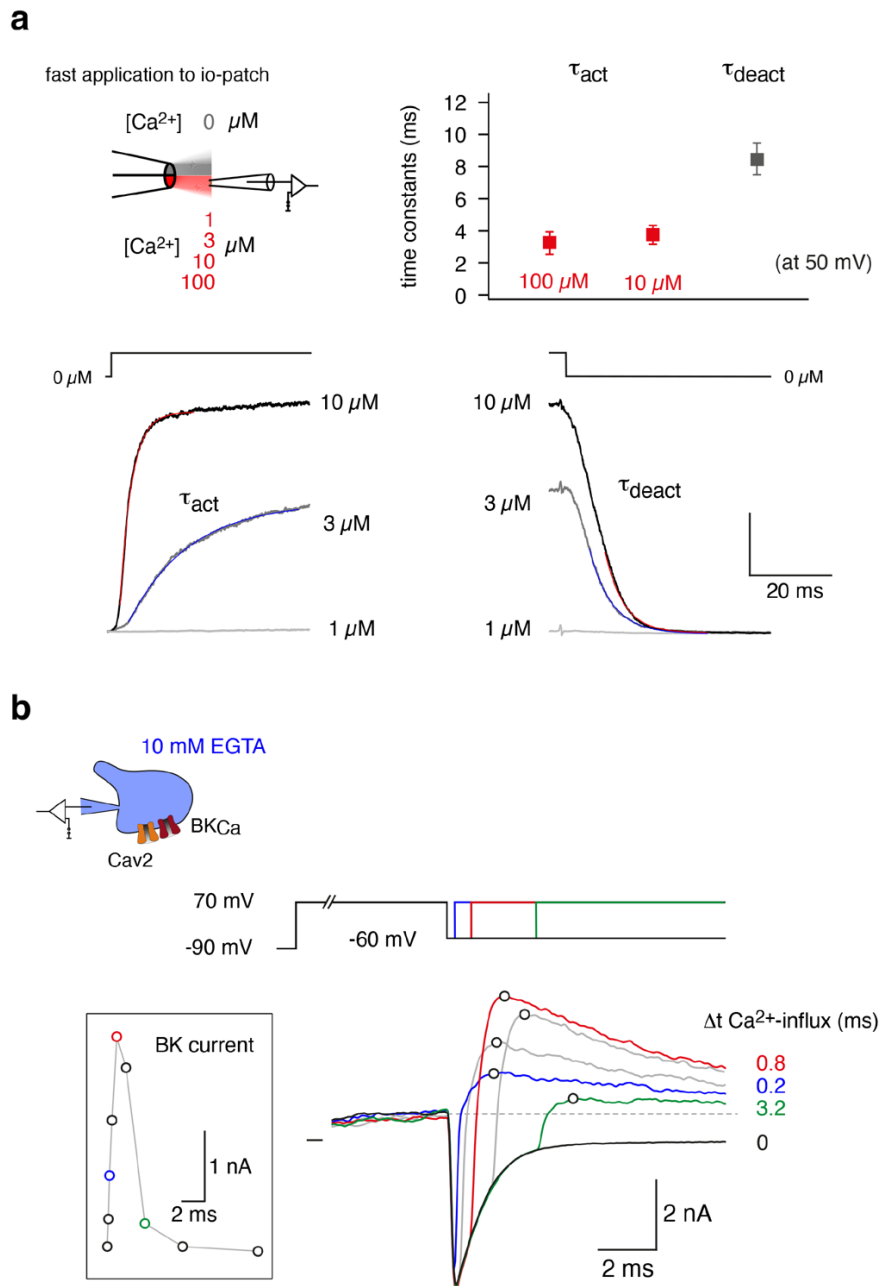 a
fast application to io-patch
[Ca²⁺] 0 µM
1
3
[Ca²⁺] µM
10
100
τact τdeact
time constants (ms)
12
10
8
6
4
2
0
100 µM 10 µM
(at 50 mV)
0 µM
10 µM
τact
3 µM
1 µM
0 µM
10 µM
3 µM
τdeact
1 µM
20 ms
b
10 mM EGTA
BKCa
Cav2
70 mV
-90 mV
-60 mV
BK current
1 nA
2 ms
Δt Ca²⁺-influx (ms)
0.8
0.2
3.2
0
2 nA
2 ms